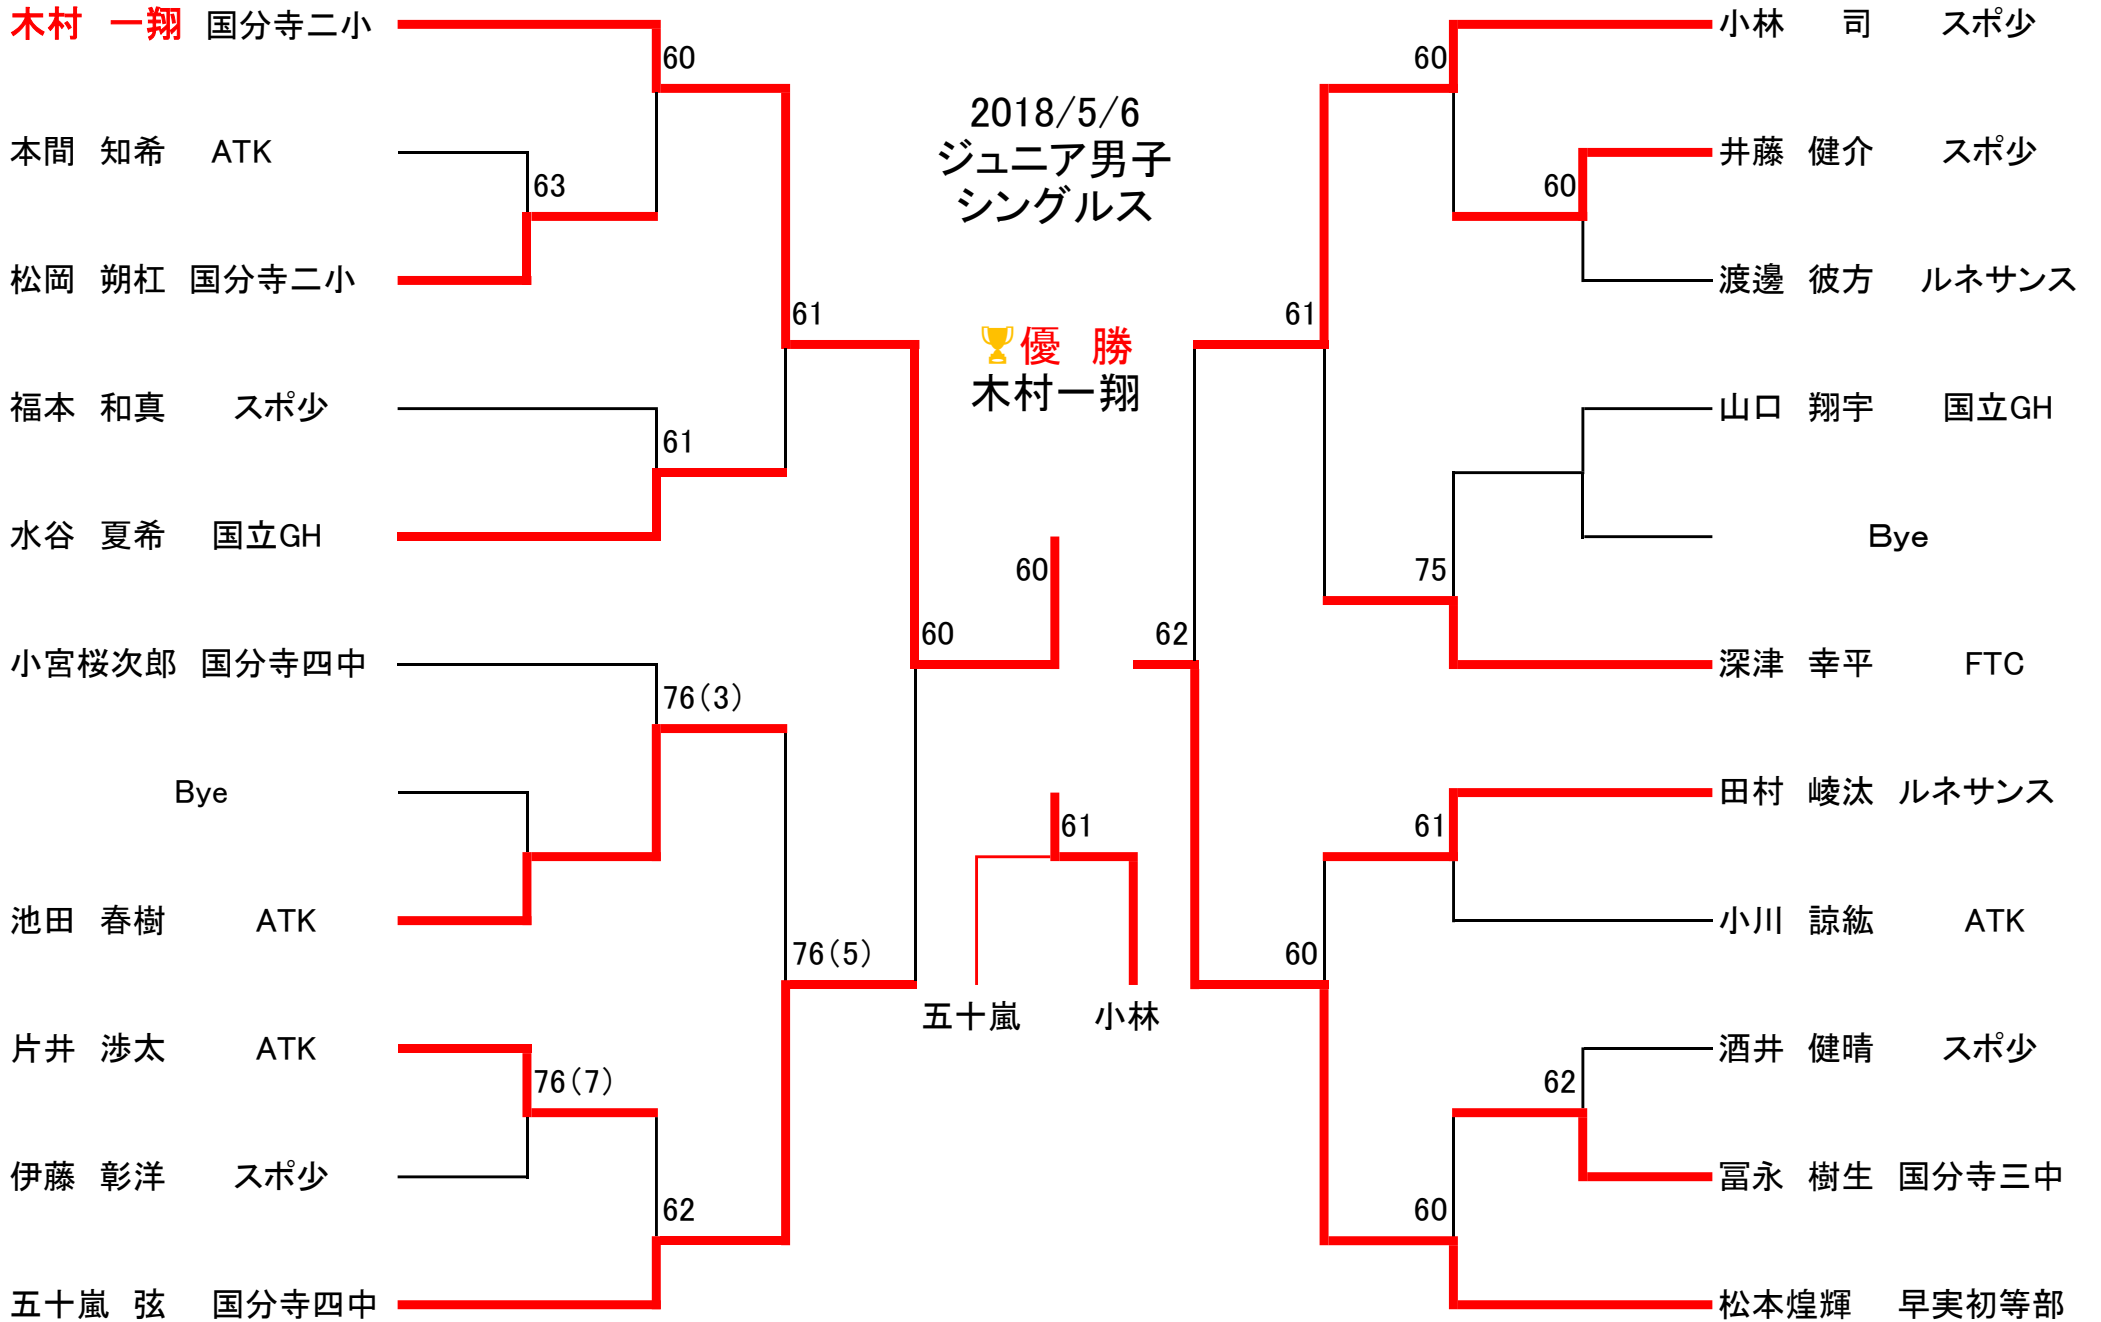 木村　一翔 国分寺二小
60
本間　知希 ATK
63
松岡　朔杠 国分寺二小
61
福本　和真 スポ少
61
水谷　夏希 国立GH
60
小宮桜次郎 国分寺四中
76(3)
Bye
池田　春樹 ATK
76(5)
片井　渉太 ATK
76(7)
伊藤　彰洋 スポ少
62
五十嵐　弦 国分寺四中
2018/5/6
ジュニア男子
シングルス
優　勝
木村一翔
60
61
五十嵐 小林
小林　司 スポ少
60
井藤　健介 スポ少
60
渡邊　彼方 ルネサンス
61
山口　翔宇 国立GH
Bye
75
62
深津　幸平 FTC
田村　崚汰 ルネサンス
61
小川　諒紘 ATK
60
酒井　健晴 スポ少
62
冨永　樹生 国分寺三中
60
松本煌輝 早実初等部